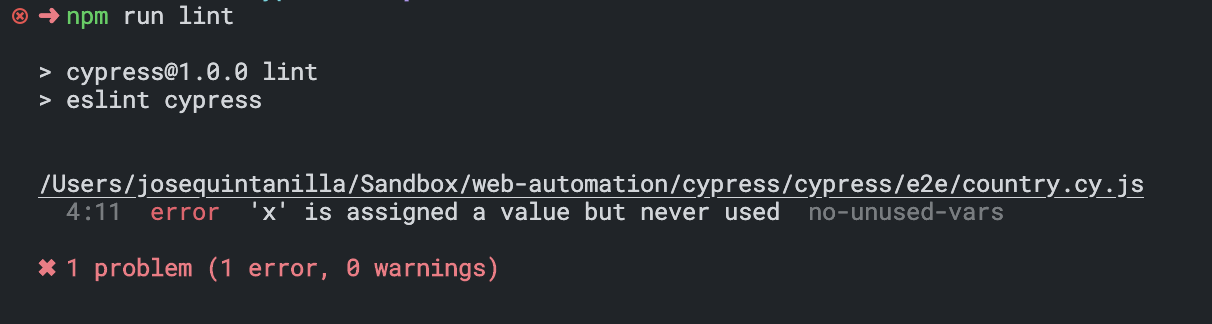 ⊗ ➜ npm run lint
> cypress@1.0.0 lint
> eslint cypress
/Users/josequintanilla/Sandbox/web-automation/cypress/cypress/e2e/country.cy.js
4:11 error 'x' is assigned a value but never used no-unused-vars
✖ 1 problem (1 error, 0 warnings)